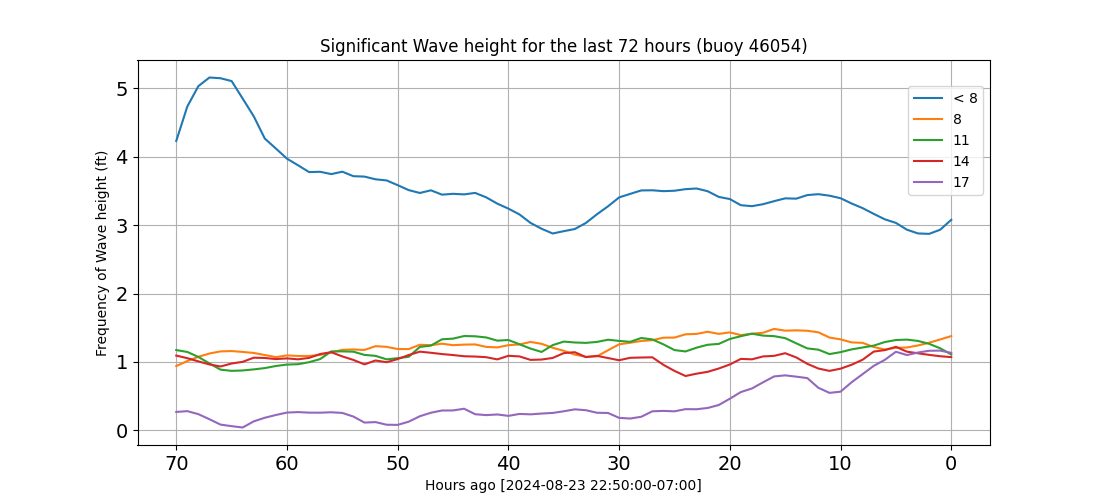 Significant Wave height for the last 72 hours (buoy 46054)
Frequency of Wave height (ft)
5
4
3
2
1
0
< 8
8
11
14
17
70 60 50 40 30 20 10 0
Hours ago [2024-08-23 22:50:00-07:00]